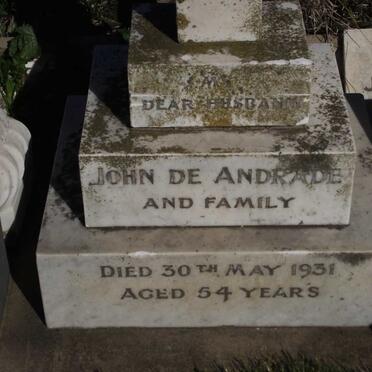 DEAR HUSBAND
JOHN DE ANDRADE
AND FAMILY
DIED 30TH MAY 1931
AGED 54 YEARS